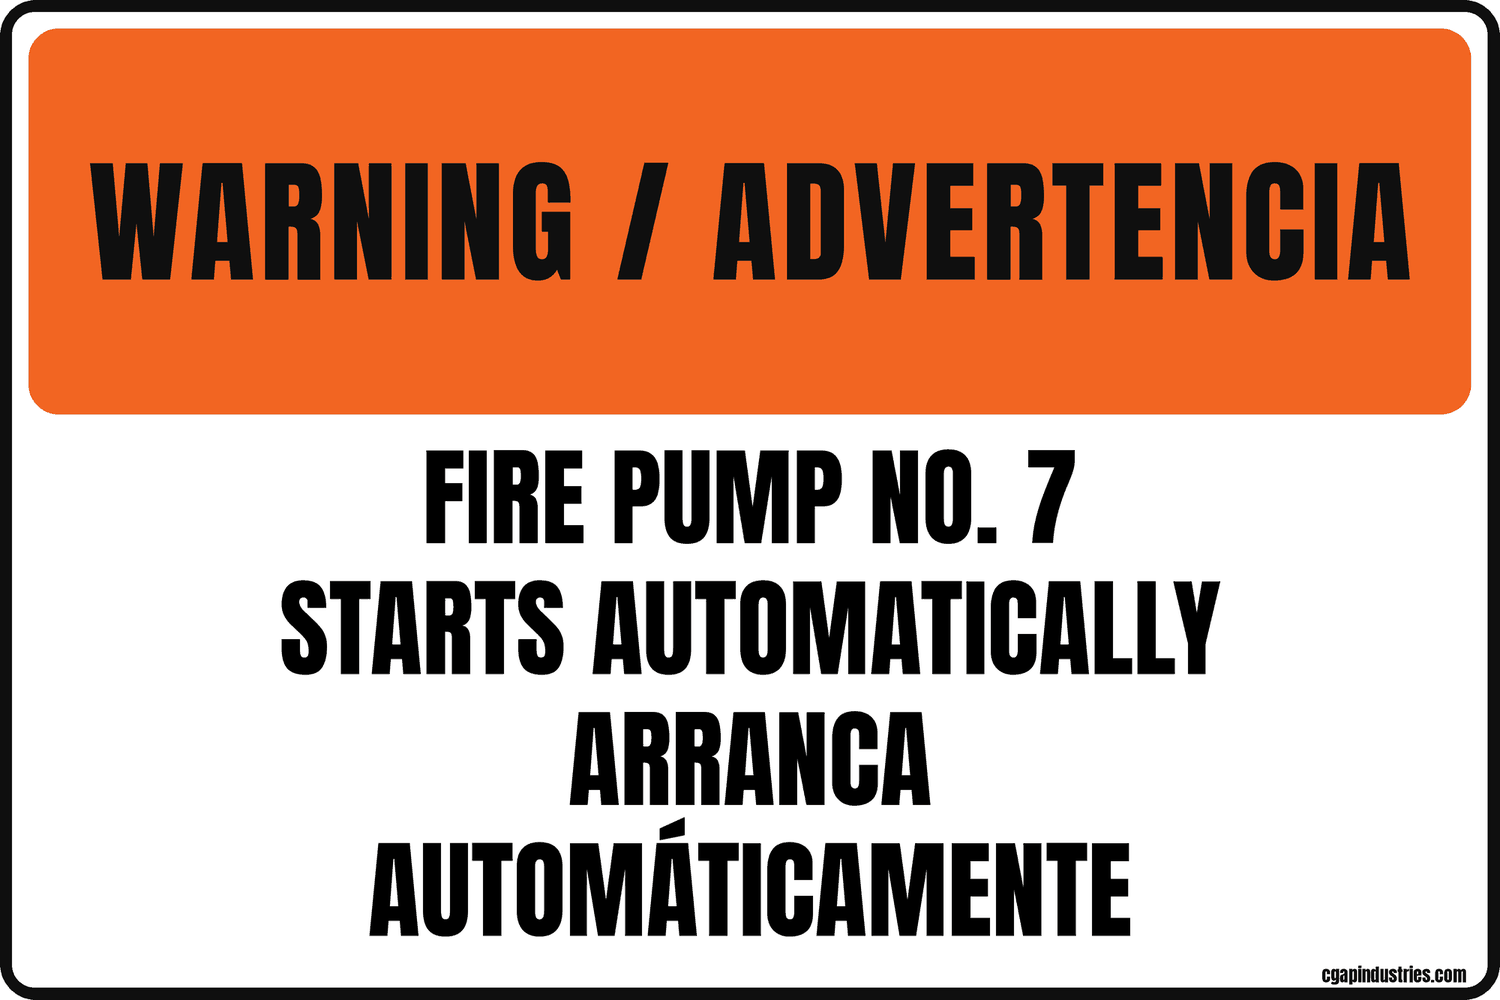 WARNING / ADVERTENCIA
FIRE PUMP NO. 7
STARTS AUTOMATICALLY
ARRANCA
AUTOMÁTICAMENTE
cgapindustries.com